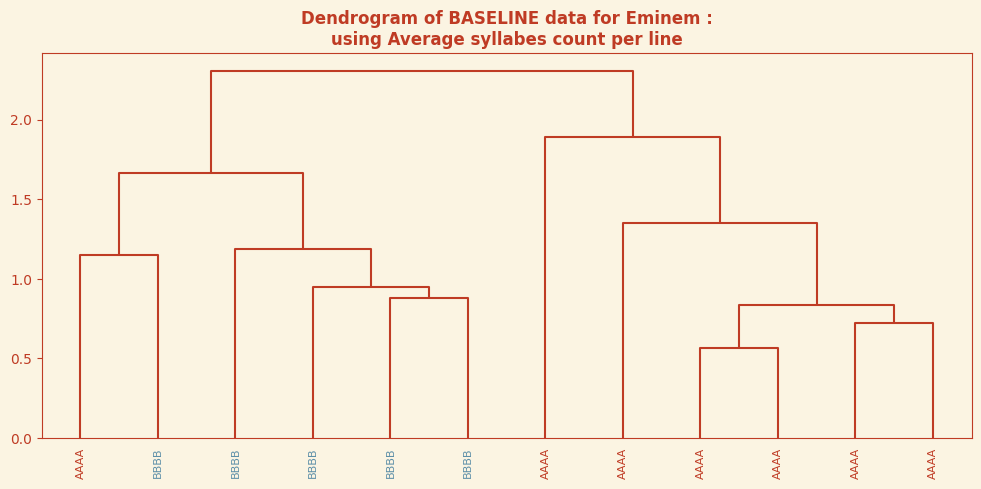 Dendrogram of BASELINE data for Eminem :
using Average syllabes count per line
2.0
1.5
1.0
0.5
0.0
AAAA
BBBB
BBBB
BBBB
BBBB
BBBB
AAAA
AAAA
AAAA
AAAA
AAAA
AAAA